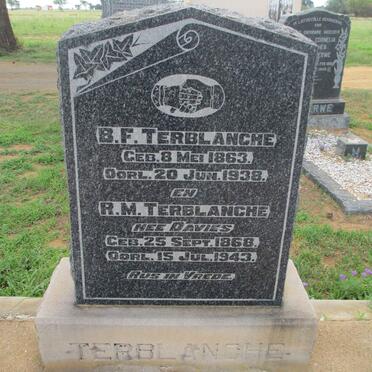 B.F. TERBLANCHE
GEB. 8 MEI 1863.
OORL. 20 JUN. 1938.
EN
R.M. TERBLANCHE
NEE DAVIES
GEB. 25 SEPT. 1868.
OORL. 15 JUL. 1943.
RUS IN VREDE.
TERBLANCHE